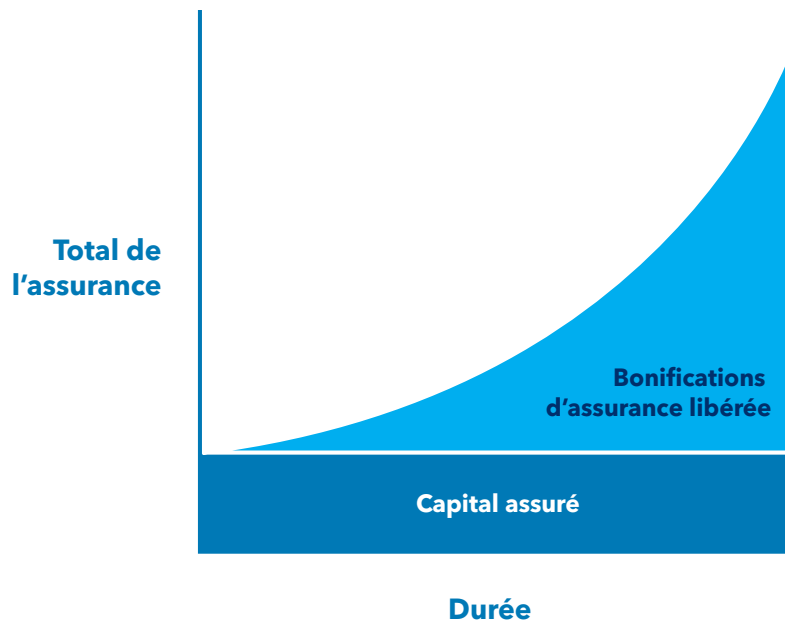 Total de
l’assurance
Bonifications
d’assurance libérée
Capital assuré
Durée